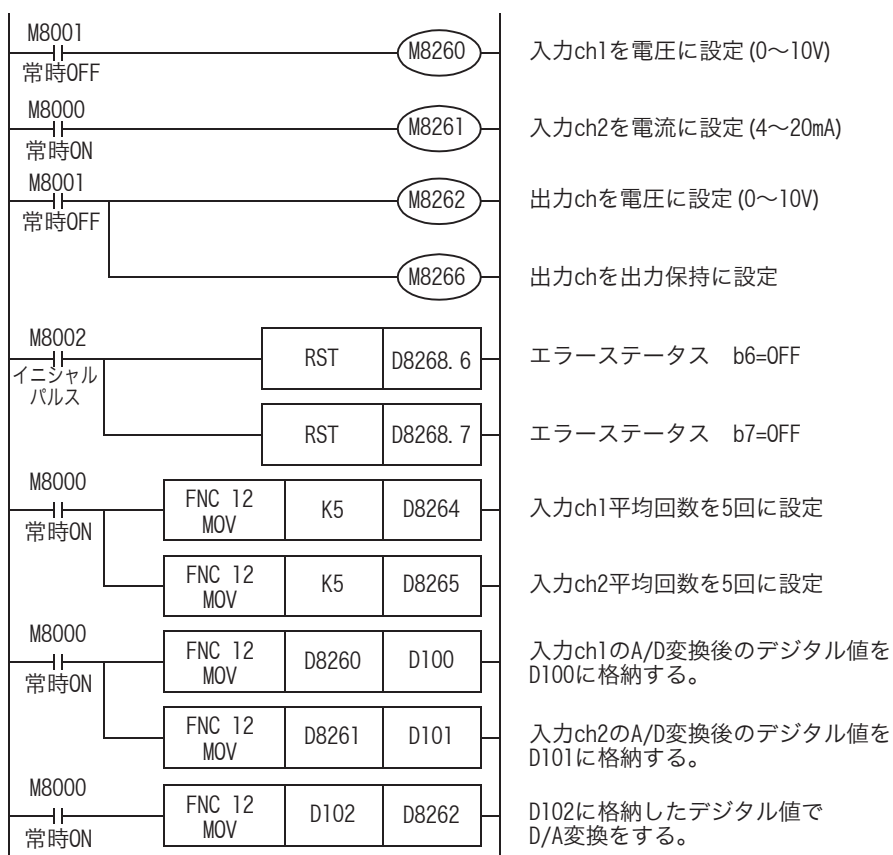 M8001
常時OFF
M8260
入力ch1を電圧に設定(0～10V)
M8000
常時ON
M8261
入力ch2を電流に設定(4～20mA)
M8001
常時OFF
M8262
出力chを電圧に設定(0～10V)
M8266
出力chを出力保持に設定
M8002
イニシャル
パルス
RST D8268.6
エラーステータス b6=OFF
RST D8268.7
エラーステータス b7=OFF
M8000
常時ON
FNC 12
MOV
K5 D8264
入力ch1平均回数を5回に設定
FNC 12
MOV
K5 D8265
入力ch2平均回数を5回に設定
M8000
常時ON
FNC 12
MOV
D8260 D100
入力ch1のA/D変換後のデジタル値を
D100に格納する。
FNC 12
MOV
D8261 D101
入力ch2のA/D変換後のデジタル値を
D101に格納する。
M8000
常時ON
FNC 12
MOV
D102 D8262
D102に格納したデジタル値で
D/A変換をする。